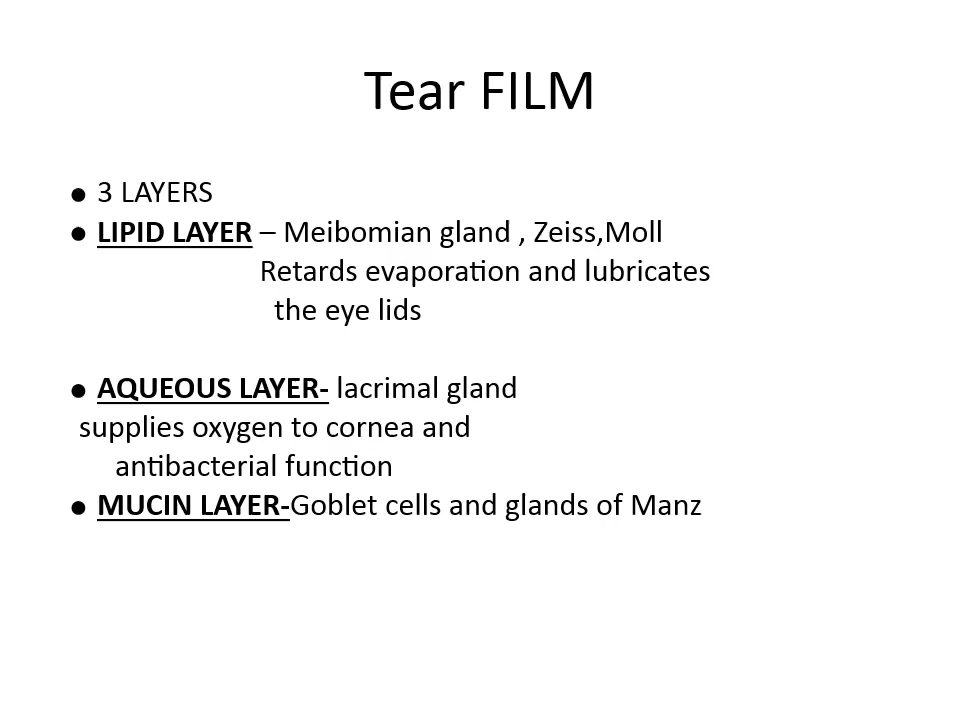 Tear FILM
● 3 LAYERS
● LIPID LAYER – Meibomian gland , Zeiss,Moll
Retards evaporation and lubricates
the eye lids
● AQUEOUS LAYER- lacrimal gland
supplies oxygen to cornea and
antibacterial function
● MUCIN LAYER-Goblet cells and glands of Manz